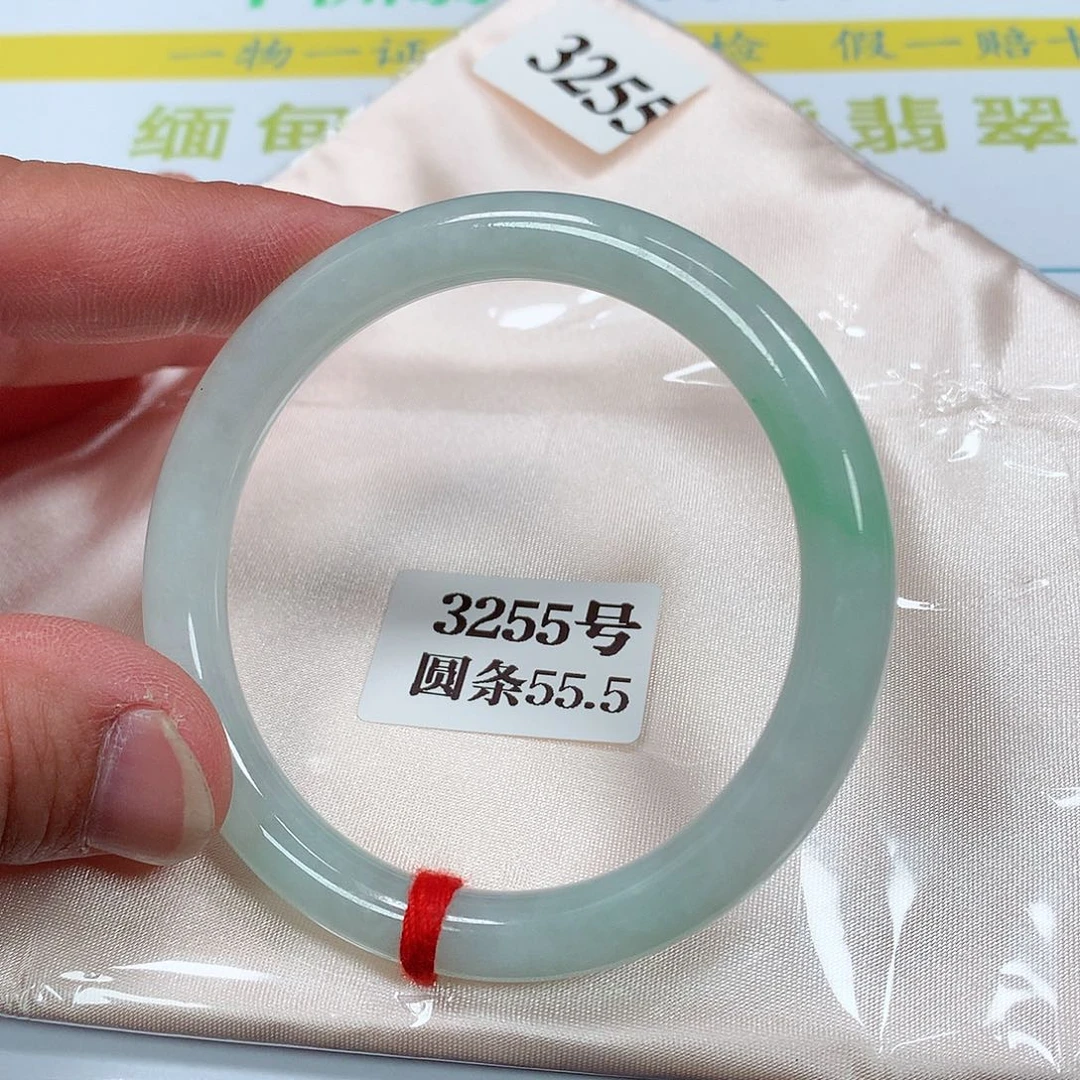 一物一证 检 假一赔十
缅甸 翡翠
3255
3255号
圆条55.5